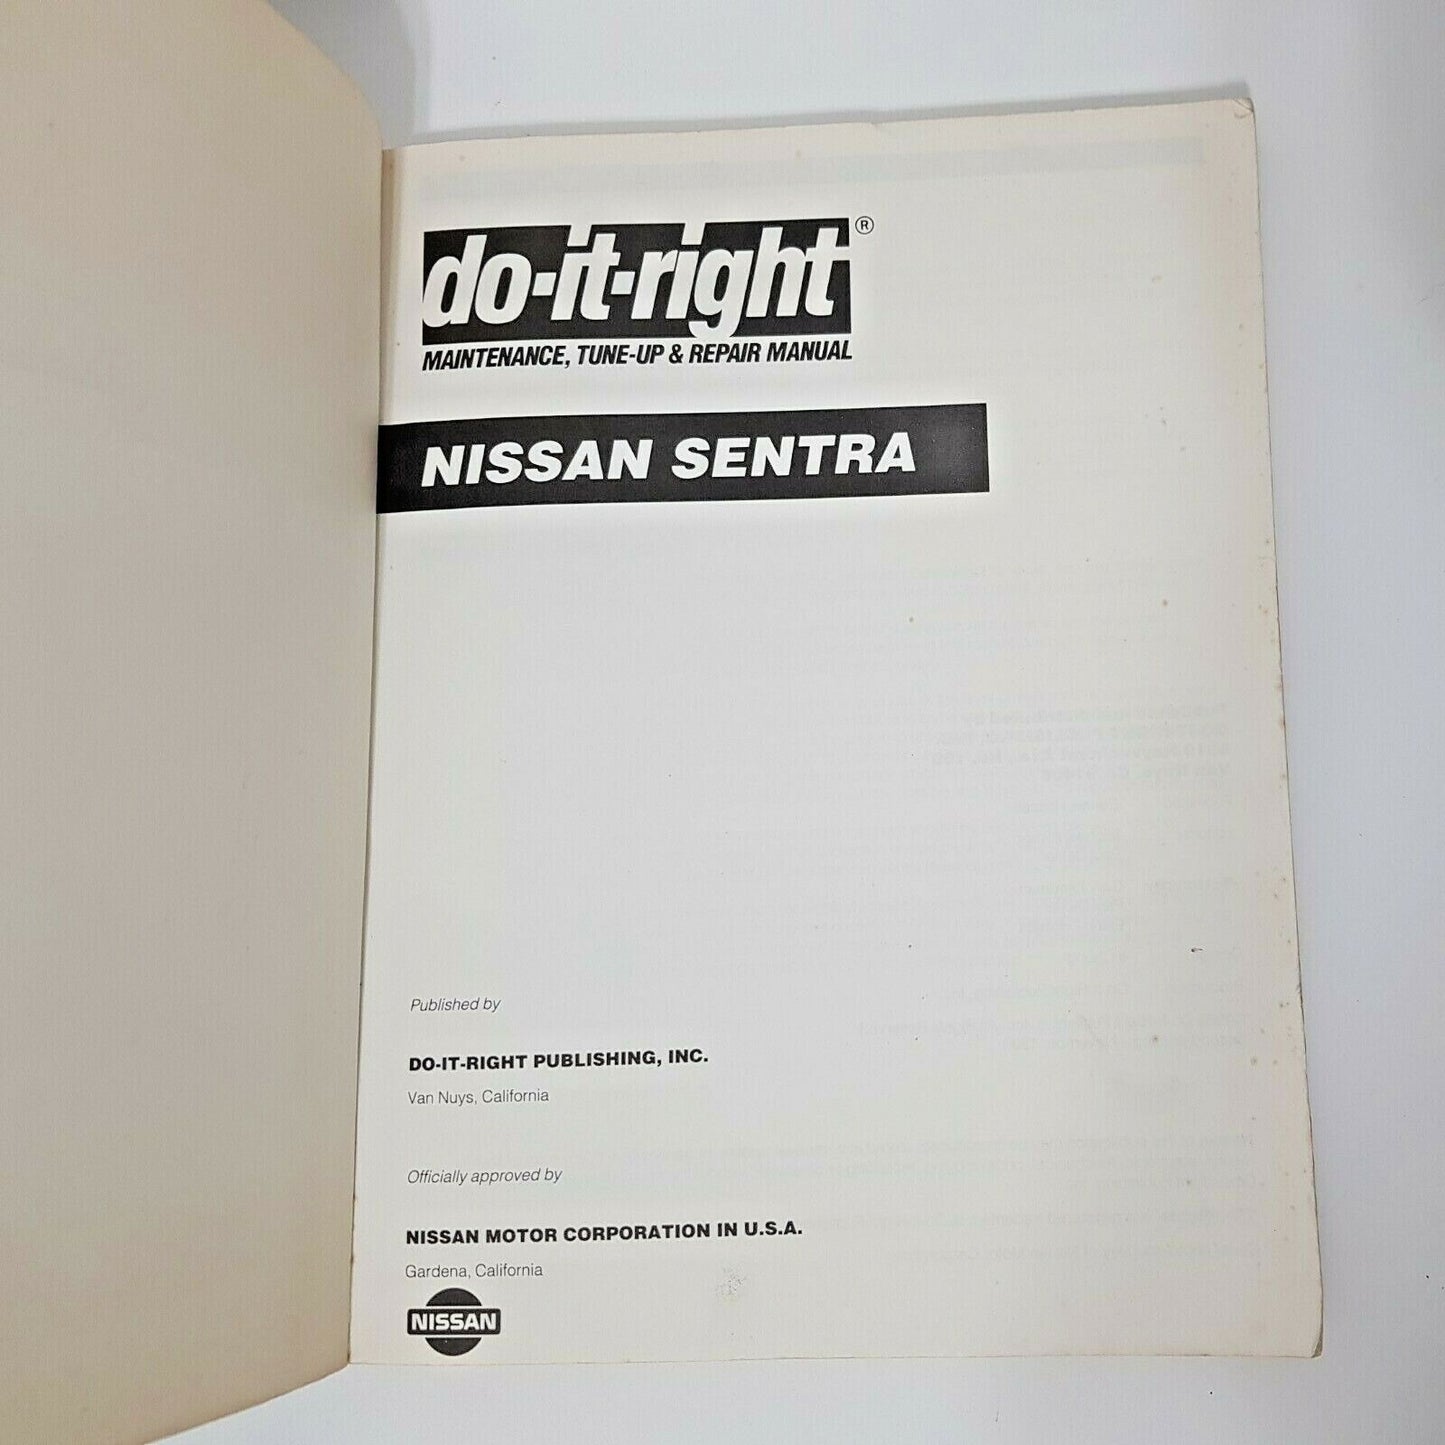 do-it-right®
MAINTENANCE, TUNE-UP & REPAIR MANUAL
NISSAN SENTRA
Published by
DO-IT-RIGHT PUBLISHING, INC.
Van Nuys, California
Officially approved by
NISSAN MOTOR CORPORATION IN U.S.A.
Gardena, California
NISSAN